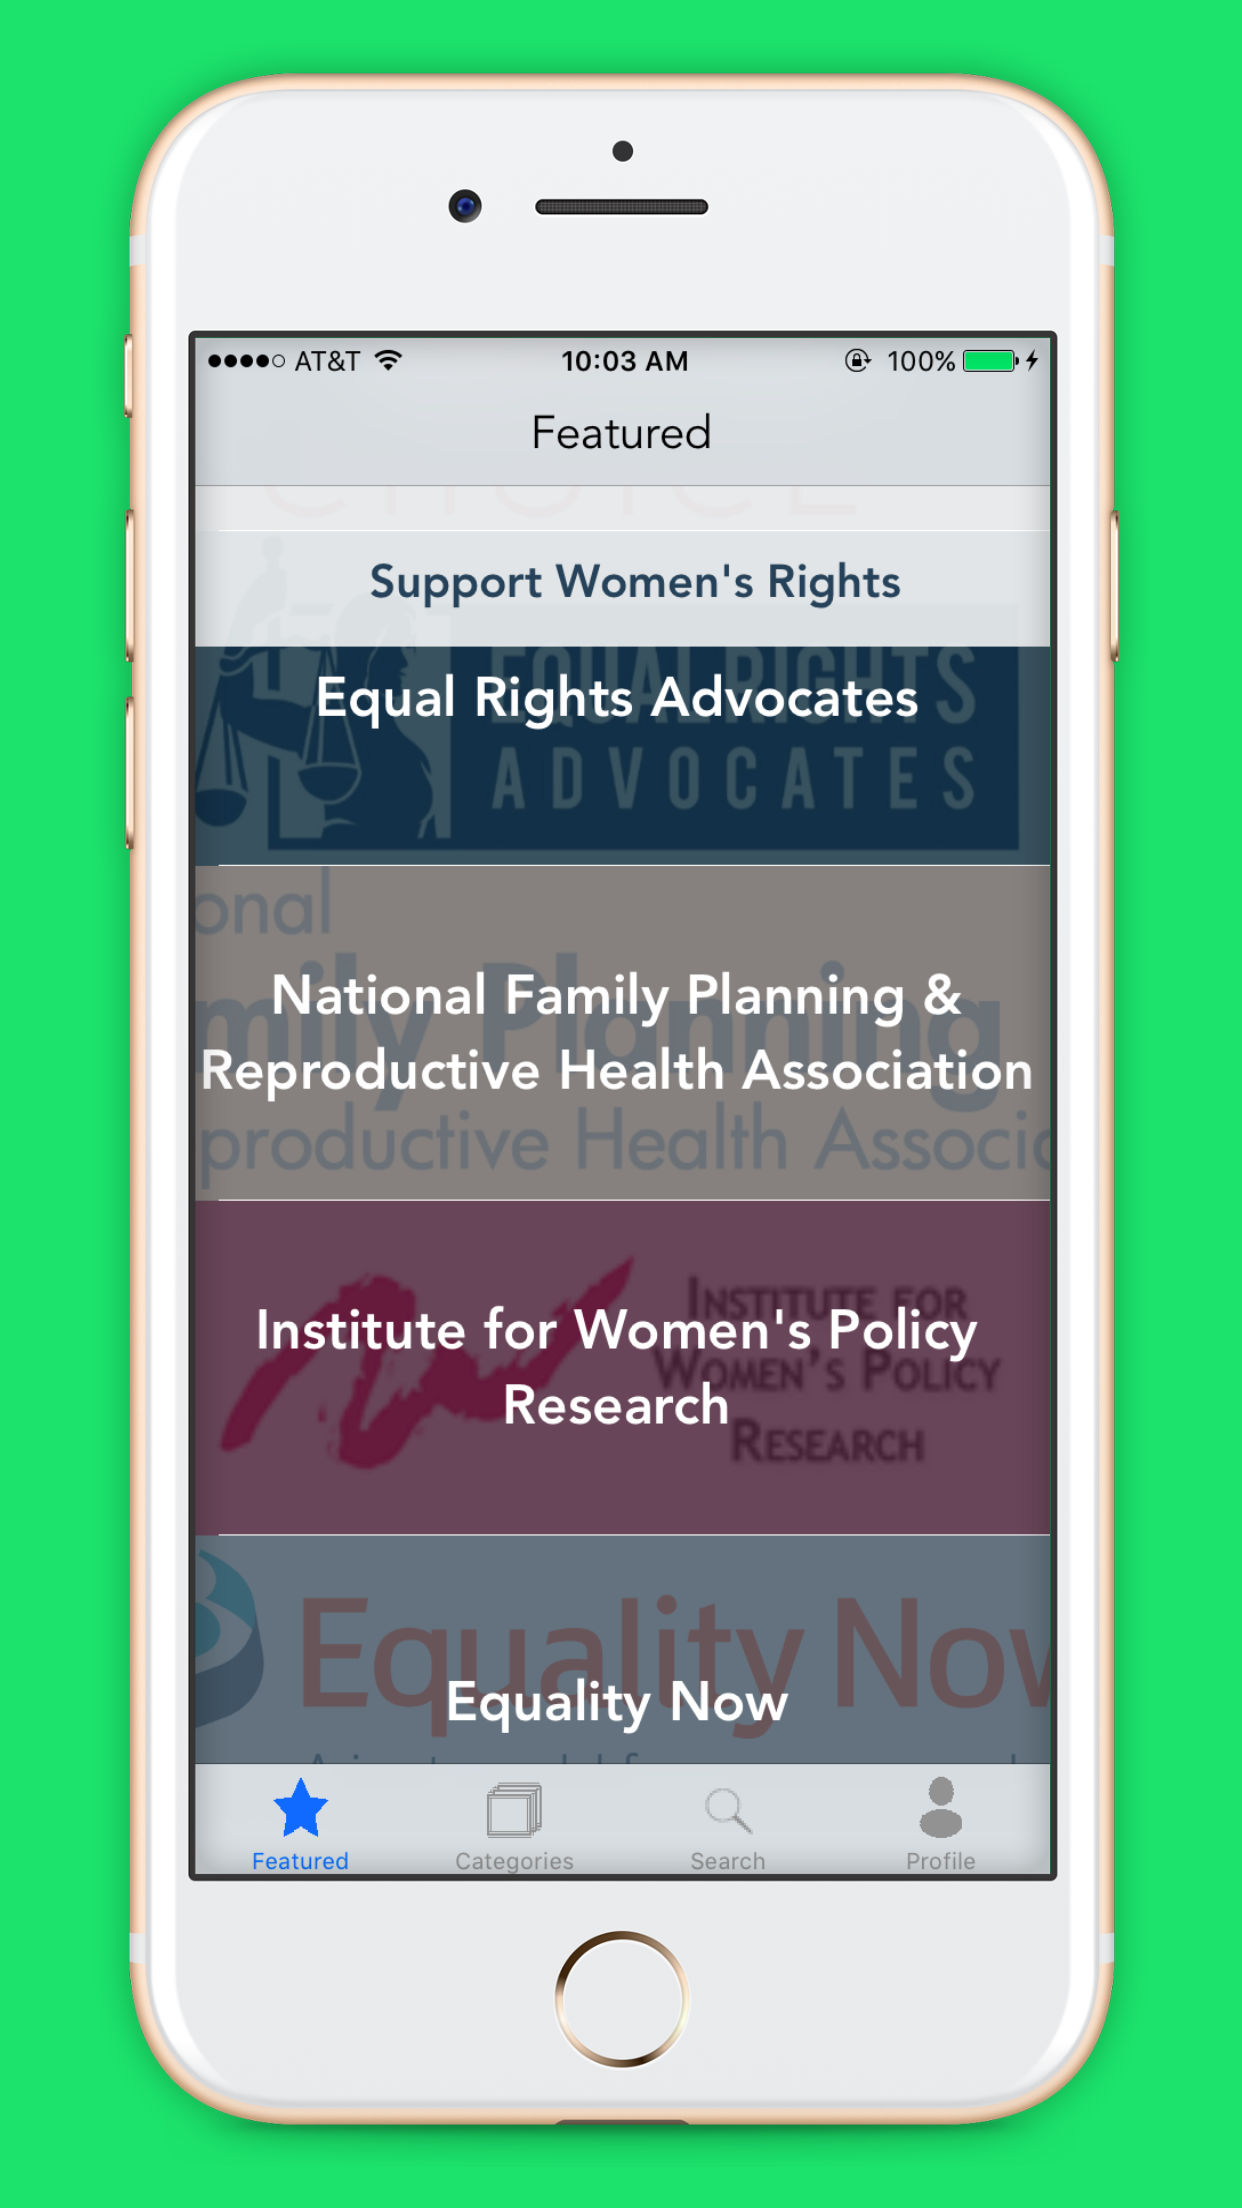 AT&T 10:03 AM 100%
Featured
CHOICE
Support Women's Rights
EQUAL RIGHTS
Equal Rights Advocates
ADVOCATES
onal
mily Planning
National Family Planning &
Reproductive Health Association
productive Health Associa
INSTITUTE FOR
Institute for Women's Policy
WOMEN'S POLICY
Research
RESEARCH
Equality Now
Equality Now
Featured Categories Search Profile